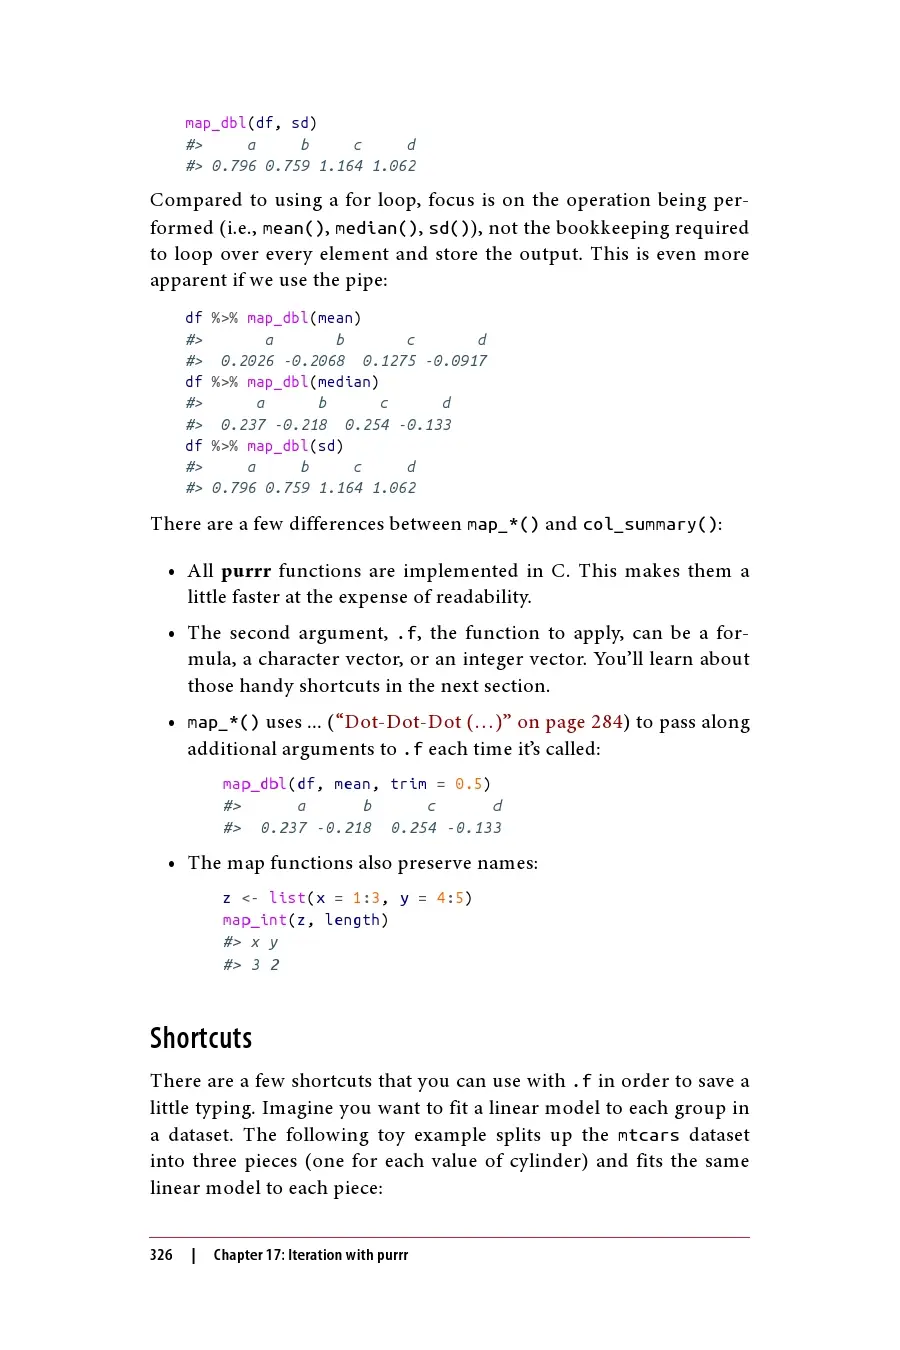 map_dbl(df, sd)
#>     a     b     c     d
#> 0.796 0.759 1.164 1.062
Compared to using a for loop, focus is on the operation being per-
formed (i.e., mean(), median(), sd()), not the bookkeeping required
to loop over every element and store the output. This is even more
apparent if we use the pipe:
df %>% map_dbl(mean)
#>       a       b       c       d
#>  0.2026 -0.2068  0.1275 -0.0917
df %>% map_dbl(median)
#>      a      b      c      d
#>  0.237 -0.218  0.254 -0.133
df %>% map_dbl(sd)
#>     a     b     c     d
#> 0.796 0.759 1.164 1.062
There are a few differences between map_*() and col_summary():
• All purrr functions are implemented in C. This makes them a
little faster at the expense of readability.
• The second argument, .f, the function to apply, can be a for-
mula, a character vector, or an integer vector. You’ll learn about
those handy shortcuts in the next section.
• map_*() uses ... (“Dot-Dot-Dot (…)” on page 284) to pass along
additional arguments to .f each time it’s called:
map_dbl(df, mean, trim = 0.5)
#>      a      b      c      d
#>  0.237 -0.218  0.254 -0.133
• The map functions also preserve names:
z <- list(x = 1:3, y = 4:5)
map_int(z, length)
#> x y
#> 3 2
Shortcuts
There are a few shortcuts that you can use with .f in order to save a
little typing. Imagine you want to fit a linear model to each group in
a dataset. The following toy example splits up the mtcars dataset
into three pieces (one for each value of cylinder) and fits the same
linear model to each piece:
326 | Chapter 17: Iteration with purrr